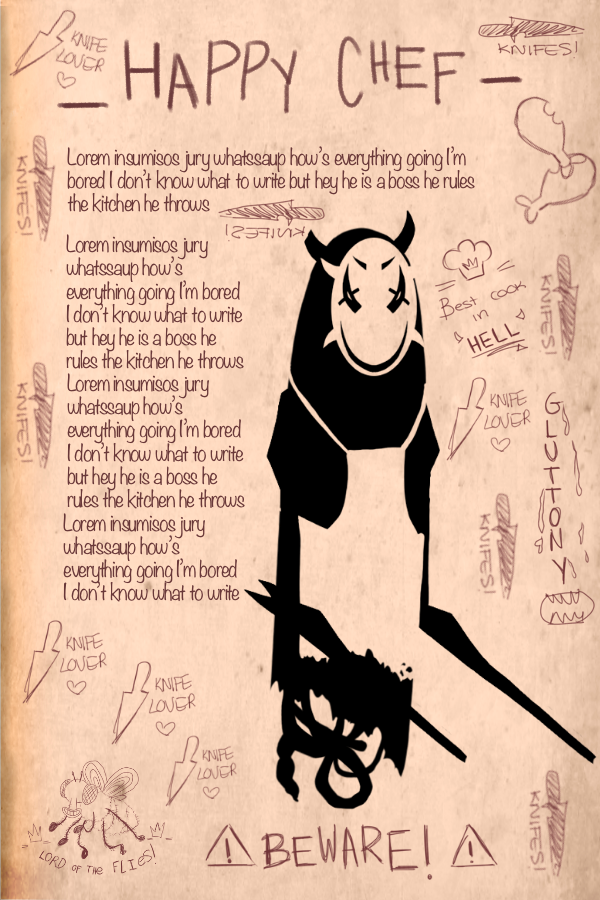 KNIFE
LOVER
HAPPY CHEF
KNIFES!
KNIFES!
Lorem insumisos jury whatssaup how's everything going I'm
bored I don't know what to write but hey he is a boss he rules
the kitchen he throws
KNIFES!
Lorem insumisos jury
whatssaup how's
everything going I'm bored
I don't know what to write
but hey he is a boss he
rules the kitchen he throws
Lorem insumisos jury
whatssaup how's
everything going I'm bored
I don't know what to write
but hey he is a boss he
rules the kitchen he throws
Lorem insumisos jury
whatssaup how's
everything going I'm bored
I don't know what to write
Best cook
in
HELL
KNIFES!
KNIFES!
KNIFE
LOVER
GLUTTONY
KNIFES!
KNIFE
LOVER
KNIFE
LOVER
KNIFE
LOVER
KNIFES!
LORD OF THE FLIES!
BEWARE!